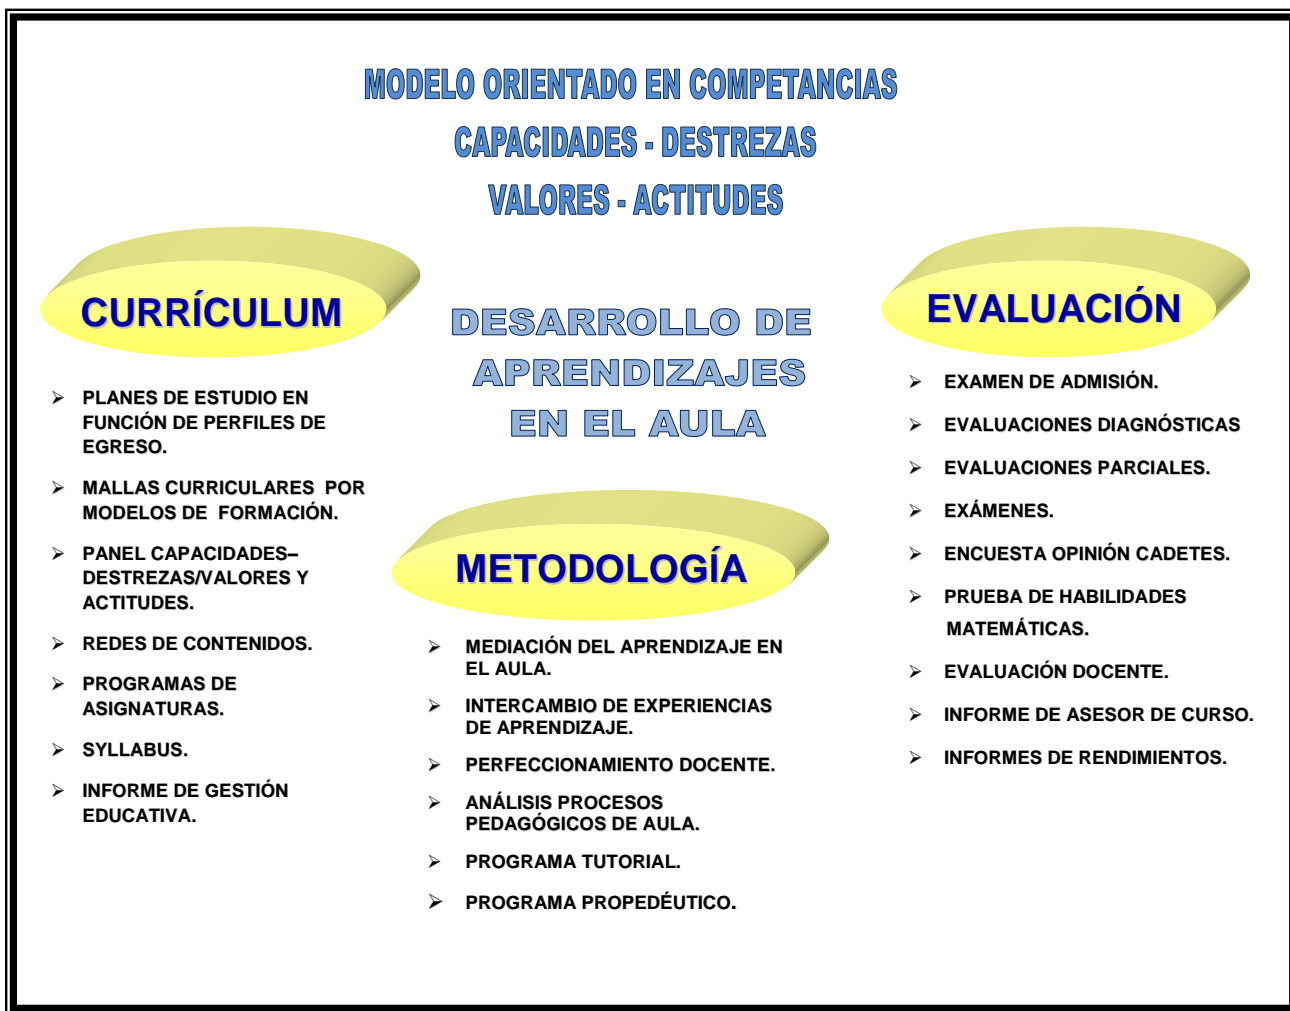 MODELO ORIENTADO EN COMPETANCIAS
CAPACIDADES - DESTREZAS
VALORES - ACTITUDES
CURRÍCULUM
PLANES DE ESTUDIO EN
FUNCIÓN DE PERFILES DE
EGRESO.
MALLAS CURRICULARES POR
MODELOS DE FORMACIÓN.
PANEL CAPACIDADES–
DESTREZAS/VALORES Y
ACTITUDES.
REDES DE CONTENIDOS.
PROGRAMAS DE
ASIGNATURAS.
SYLLABUS.
INFORME DE GESTIÓN
EDUCATIVA.
DESARROLLO DE
APRENDIZAJES
EN EL AULA
METODOLOGÍA
MEDIACIÓN DEL APRENDIZAJE EN
EL AULA.
INTERCAMBIO DE EXPERIENCIAS
DE APRENDIZAJE.
PERFECCIONAMIENTO DOCENTE.
ANÁLISIS PROCESOS
PEDAGÓGICOS DE AULA.
PROGRAMA TUTORIAL.
PROGRAMA PROPEDÉUTICO.
EVALUACIÓN
EXAMEN DE ADMISIÓN.
EVALUACIONES DIAGNÓSTICAS
EVALUACIONES PARCIALES.
EXÁMENES.
ENCUESTA OPINIÓN CADETES.
PRUEBA DE HABILIDADES
MATEMÁTICAS.
EVALUACIÓN DOCENTE.
INFORME DE ASESOR DE CURSO.
INFORMES DE RENDIMIENTOS.